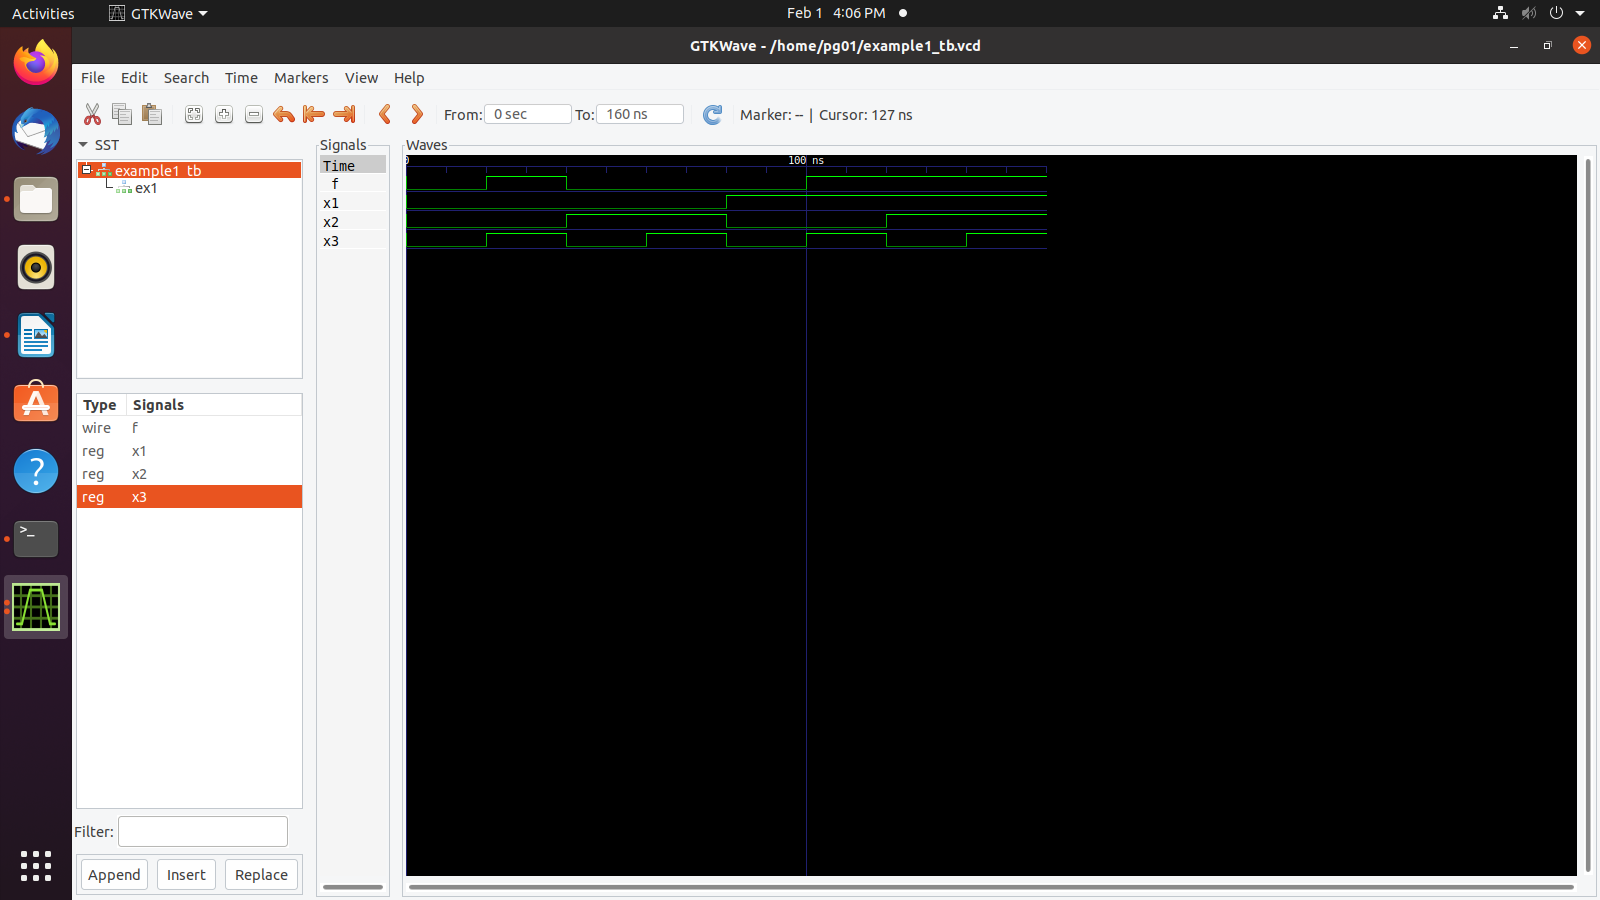 Activities GTKWave Feb 1 4:06 PM
GTKWave - /home/pg01/example1_tb.vcd
File Edit Search Time Markers View Help
From: 0 sec To: 160 ns Marker: -- | Cursor: 127 ns
SST
example1_tb
ex1
Type Signals
wire f
reg x1
reg x2
reg x3
Filter:
Append Insert Replace
Signals
Time
f
x1
x2
x3
Waves
0 100 ns